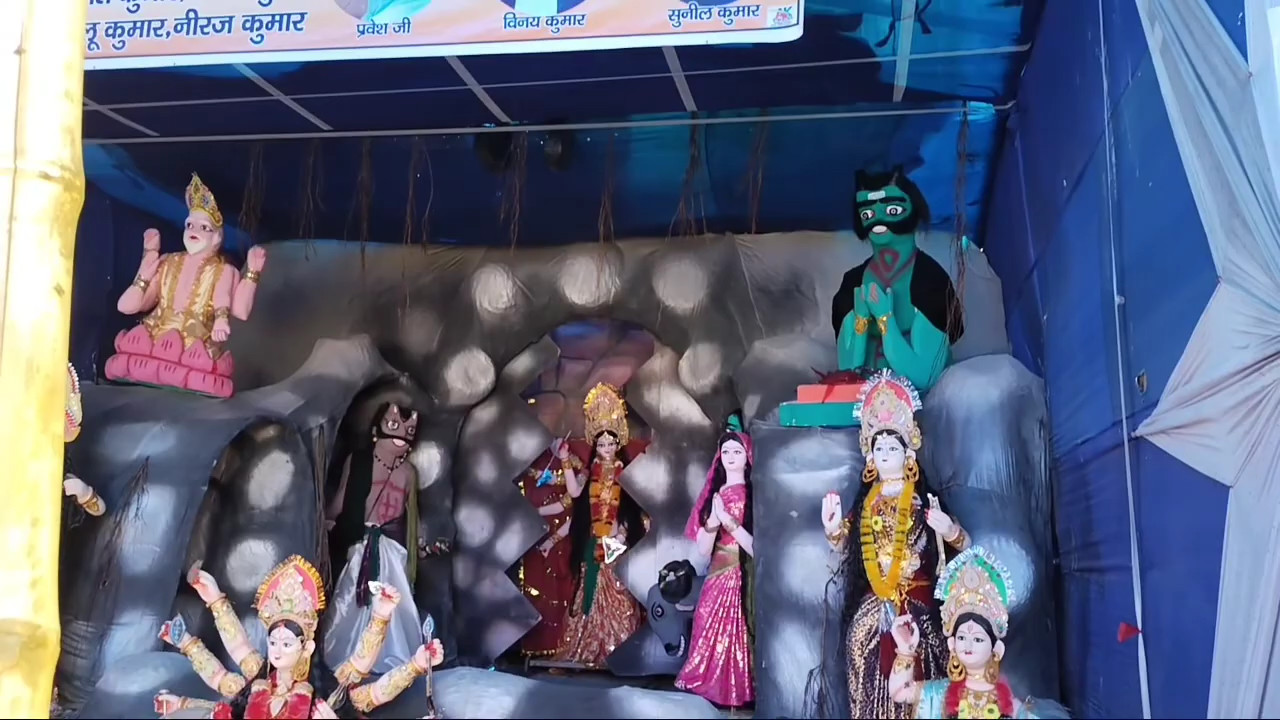 लू कुमार,नीरज कुमार
प्रवेश जी
विनय कुमार
सुनील कुमार